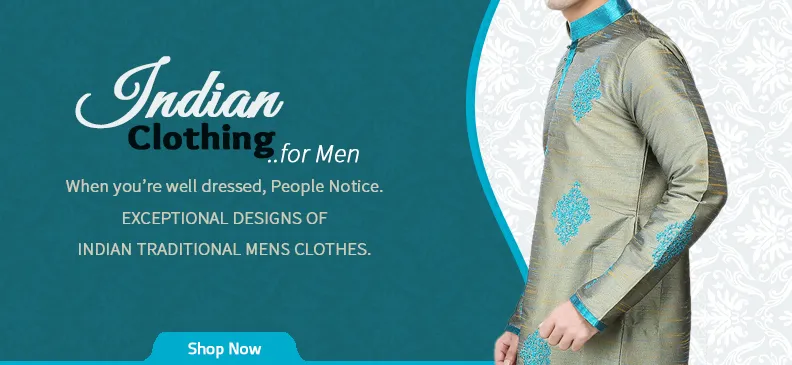 Indian
Clothing
..for Men
When you're well dressed, People Notice.
EXCEPTIONAL DESIGNS OF
INDIAN TRADITIONAL MENS CLOTHES.
Shop Now